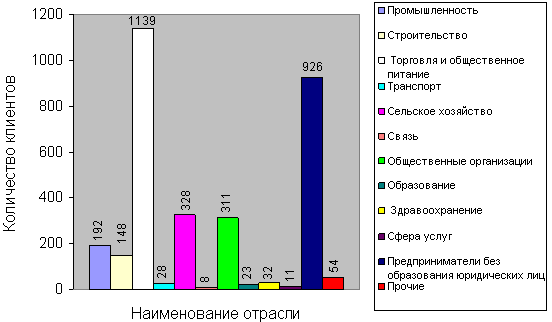 Количество клиентов
1200
1000
800
600
400
200
0
192
148
1139
28
328
8
311
23
32
11
926
54
Наименование отрасли
Промышленность
Строительство
Торговля и общественное
питание
Транспорт
Сельское хозяйство
Связь
Общественные организации
Образование
Здравоохранение
Сфера услуг
Предприниматели без
образования юридических лиц
Прочие